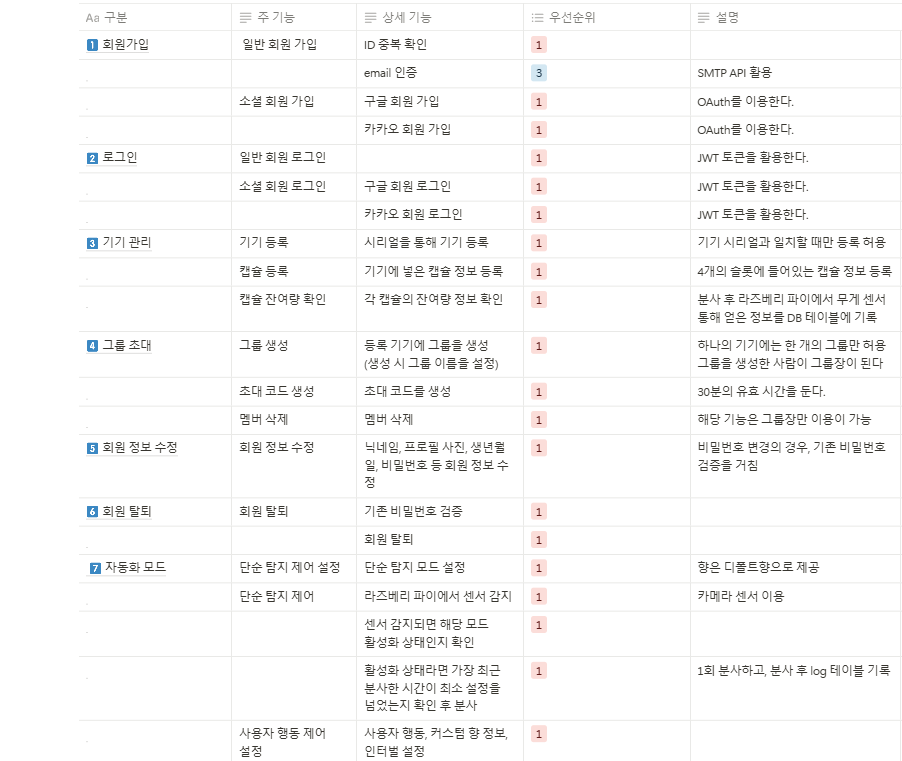 Aa 구분 주 기능 상세 기능 우선순위 설명
1 회원가입 일반 회원 가입 ID 중복 확인 1
email 인증 3 SMTP API 활용
소셜 회원 가입 구글 회원 가입 1 OAuth를 이용한다.
카카오 회원 가입 1 OAuth를 이용한다.
2 로그인 일반 회원 로그인 1 JWT 토큰을 활용한다.
소셜 회원 로그인 구글 회원 로그인 1 JWT 토큰을 활용한다.
카카오 회원 로그인 1 JWT 토큰을 활용한다.
3 기기 관리 기기 등록 시리얼을 통해 기기 등록 1 기기 시리얼과 일치할 때만 등록 허용
캡슐 등록 기기에 넣은 캡슐 정보 등록 1 4개의 슬롯에 들어있는 캡슐 정보 등록
캡슐 잔여량 확인 각 캡슐의 잔여량 정보 확인 1 분사 후 라즈베리 파이에서 무게 센서
통해 얻은 정보를 DB 테이블에 기록
4 그룹 초대 그룹 생성 등록 기기에 그룹을 생성 1 하나의 기기에는 한 개의 그룹만 허용
(생성 시 그룹 이름을 설정) 그룹을 생성한 사람이 그룹장이 된다
초대 코드 생성 초대 코드를 생성 1 30분의 유효 시간을 둔다.
멤버 삭제 멤버 삭제 1 해당 기능은 그룹장만 이용이 가능
5 회원 정보 수정 회원 정보 수정 닉네임, 프로필 사진, 생년월 1 비밀번호 변경의 경우, 기존 비밀번호
일, 비밀번호 등 회원 정보 수 검증을 거침
정
6 회원 탈퇴 회원 탈퇴 기존 비밀번호 검증 1
회원 탈퇴 1
7 자동화 모드 단순 탐지 제어 설정 단순 탐지 모드 설정 1 향은 디폴트향으로 제공
단순 탐지 제어 라즈베리 파이에서 센서 감지 1 카메라 센서 이용
센서 감지되면 해당 모드 1
활성화 상태인지 확인
활성화 상태라면 가장 최근 1 1회 분사하고, 분사 후 log 테이블 기록
분사한 시간이 최소 설정을
넘었는지 확인 후 분사
사용자 행동 제어 사용자 행동, 커스텀 향 정보, 1
설정 인터벌 설정